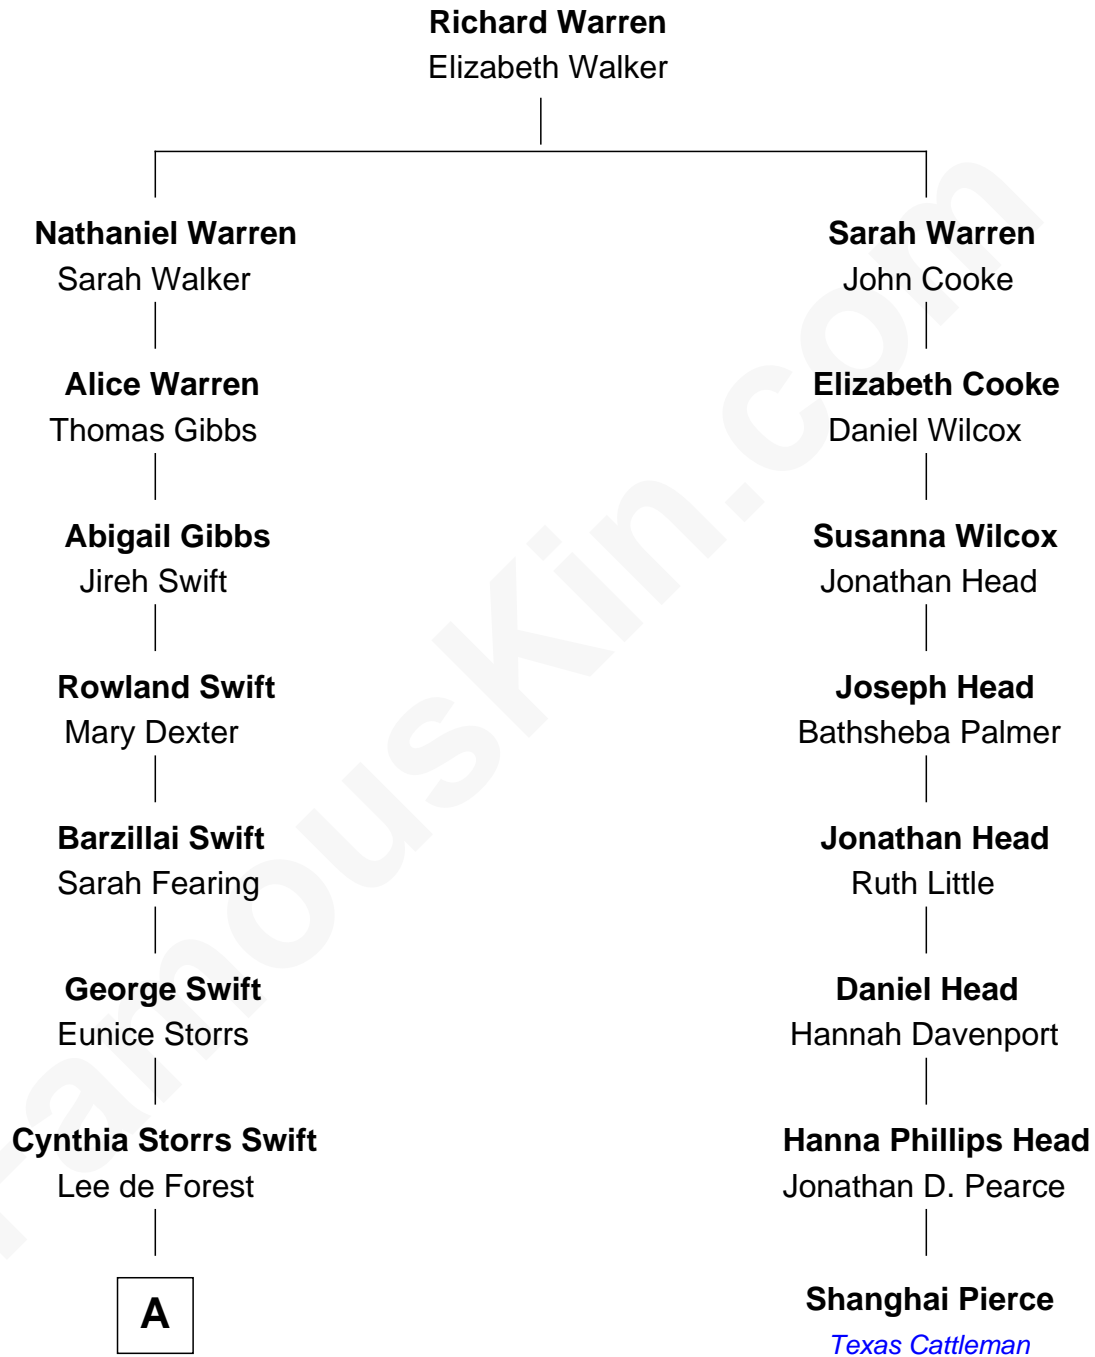 Richard Warren
Elizabeth Walker
Nathaniel Warren
Sarah Walker
Alice Warren
Thomas Gibbs
Abigail Gibbs
Jireh Swift
Rowland Swift
Mary Dexter
Barzillai Swift
Sarah Fearing
George Swift
Eunice Storrs
Cynthia Storrs Swift
Lee de Forest
A
Sarah Warren
John Cooke
Elizabeth Cooke
Daniel Wilcox
Susanna Wilcox
Jonathan Head
Joseph Head
Bathsheba Palmer
Jonathan Head
Ruth Little
Daniel Head
Hannah Davenport
Hanna Phillips Head
Jonathan D. Pearce
Shanghai Pierce
Texas Cattleman
FamousKin.com